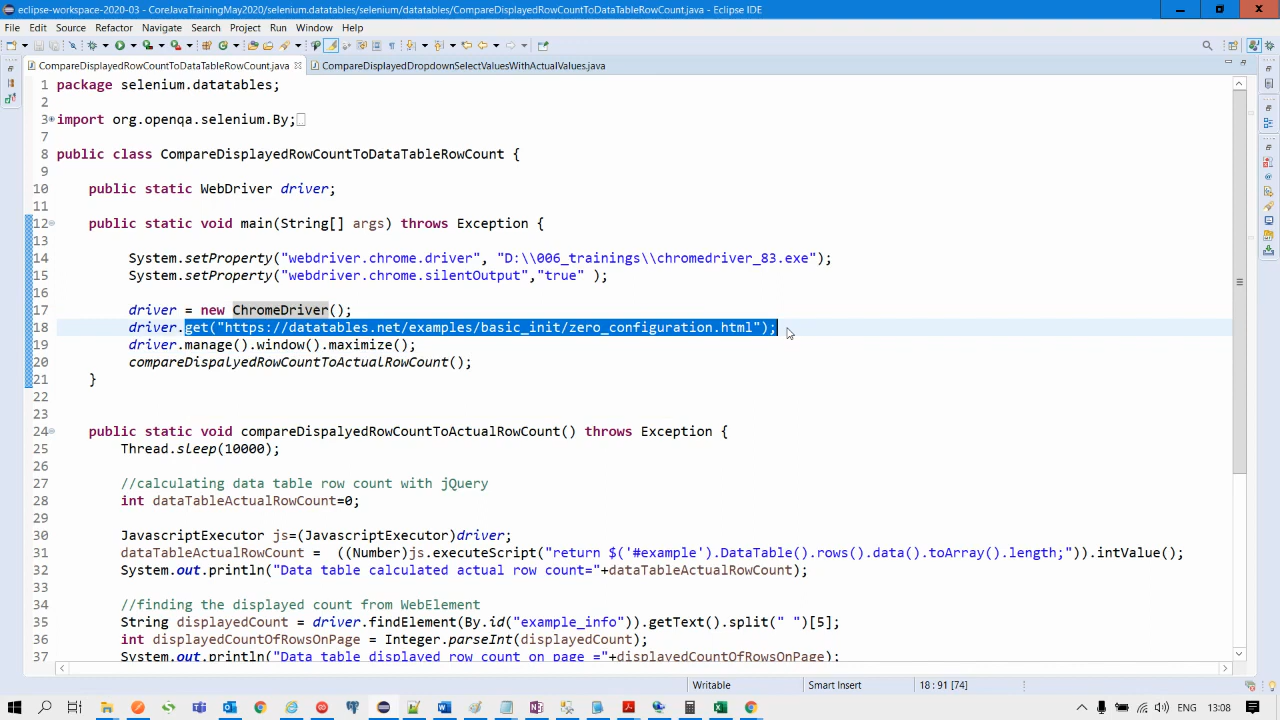 eclipse-workspace-2020-03 - CoreJavaTrainingMay2020/selenium.datatables/selenium/datatables/CompareDisplayedRowCountToDataTableRowCount.java - Eclipse IDE
File Edit Source Refactor Navigate Search Project Run Window Help
CompareDisplayedRowCountToDataTableRowCount.java CompareDisplayedDropdownSelectValuesWithActualValues.java
1 package selenium.datatables;
2
3 import org.openqa.selenium.By;
7
8 public class CompareDisplayedRowCountToDataTableRowCount {
9
10 public static WebDriver driver;
11
12 public static void main(String[] args) throws Exception {
13
14 System.setProperty("webdriver.chrome.driver", "D:\\006_trainings\\chromedriver_83.exe");
15 System.setProperty("webdriver.chrome.silentOutput","true" );
16
17 driver = new ChromeDriver();
18 driver.get("https://datatables.net/examples/basic_init/zero_configuration.html");
19 driver.manage().window().maximize();
20 compareDispalyedRowCountToActualRowCount();
21 }
22
23
24 public static void compareDispalyedRowCountToActualRowCount() throws Exception {
25 Thread.sleep(10000);
26
27 //calculating data table row count with jQuery
28 int dataTableActualRowCount=0;
29
30 JavascriptExecutor js=(JavascriptExecutor)driver;
31 dataTableActualRowCount = ((Number)js.executeScript("return $('#example').DataTable().rows().data().toArray().length;")).intValue();
32 System.out.println("Data table calculated actual row count="+dataTableActualRowCount);
33
34 //finding the displayed count from WebElement
35 String displayedCount = driver.findElement(By.id("example_info")).getText().split(" ")[5];
36 int displayedCountOfRowsOnPage = Integer.parseInt(displayedCount);
37 System.out.println("Data table displayed row count on page ="+displayedCountOfRowsOnPage);
Writable Smart Insert 18 : 91 [74]
ENG 13:08